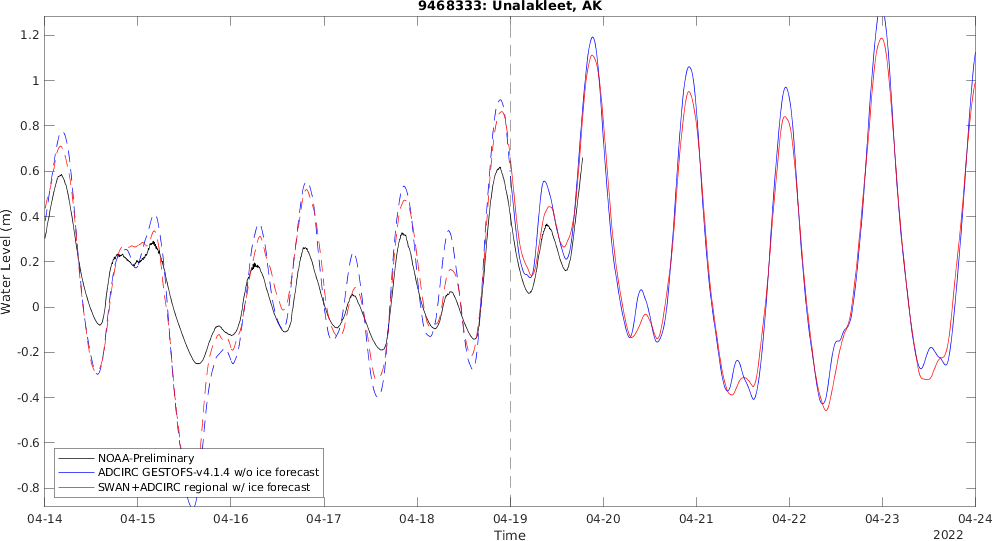 9468333: Unalakleet, AK
Water Level (m)
1.2
1
0.8
0.6
0.4
0.2
0
-0.2
-0.4
-0.6
-0.8
NOAA-Preliminary
ADCIRC GESTOFS-v4.1.4 w/o ice forecast
SWAN+ADCIRC regional w/ ice forecast
04-14 04-15 04-16 04-17 04-18 04-19 04-20 04-21 04-22 04-23 04-24
Time
2022